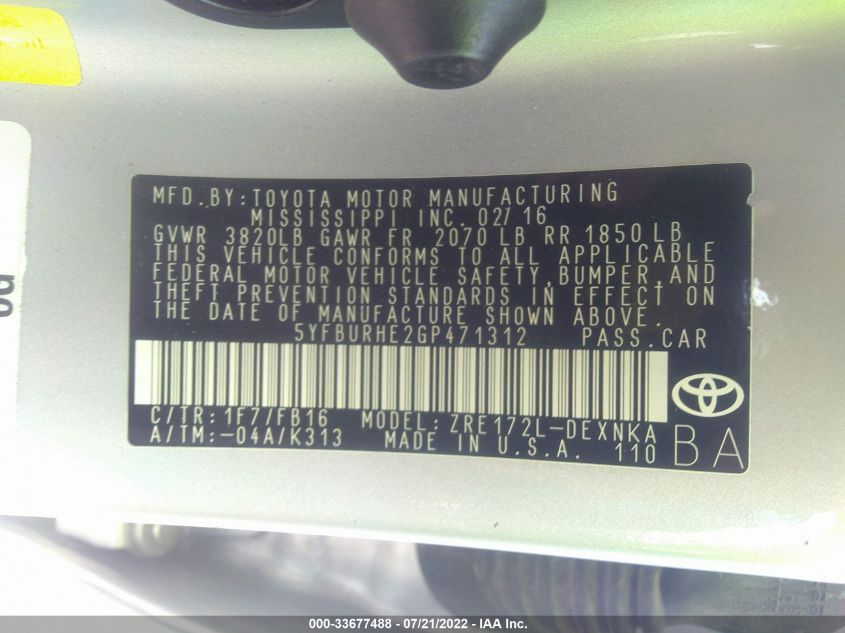 MFD.BY:TOYOTA MOTOR MANUFACTURING
MISSISSIPPI INC. 02/16
GVWR 3820LB GAWR FR 2070 LB RR 1850 LB
THIS VEHICLE CONFORMS TO ALL APPLICABLE
FEDERAL MOTOR VEHICLE SAFETY,BUMPER,AND
THEFT PREVENTION STANDARDS IN EFFECT ON
THE DATE OF MANUFACTURE SHOWN ABOVE.
5YFBURHE2GP471312 PASS.CAR
C/TR:1F7/FB16 MODEL:ZRE172L-DEXNKA
A/TM:-04A/K313 MADE IN U.S.A. 110 BA
000-33677488 - 07/21/2022 - IAA Inc.